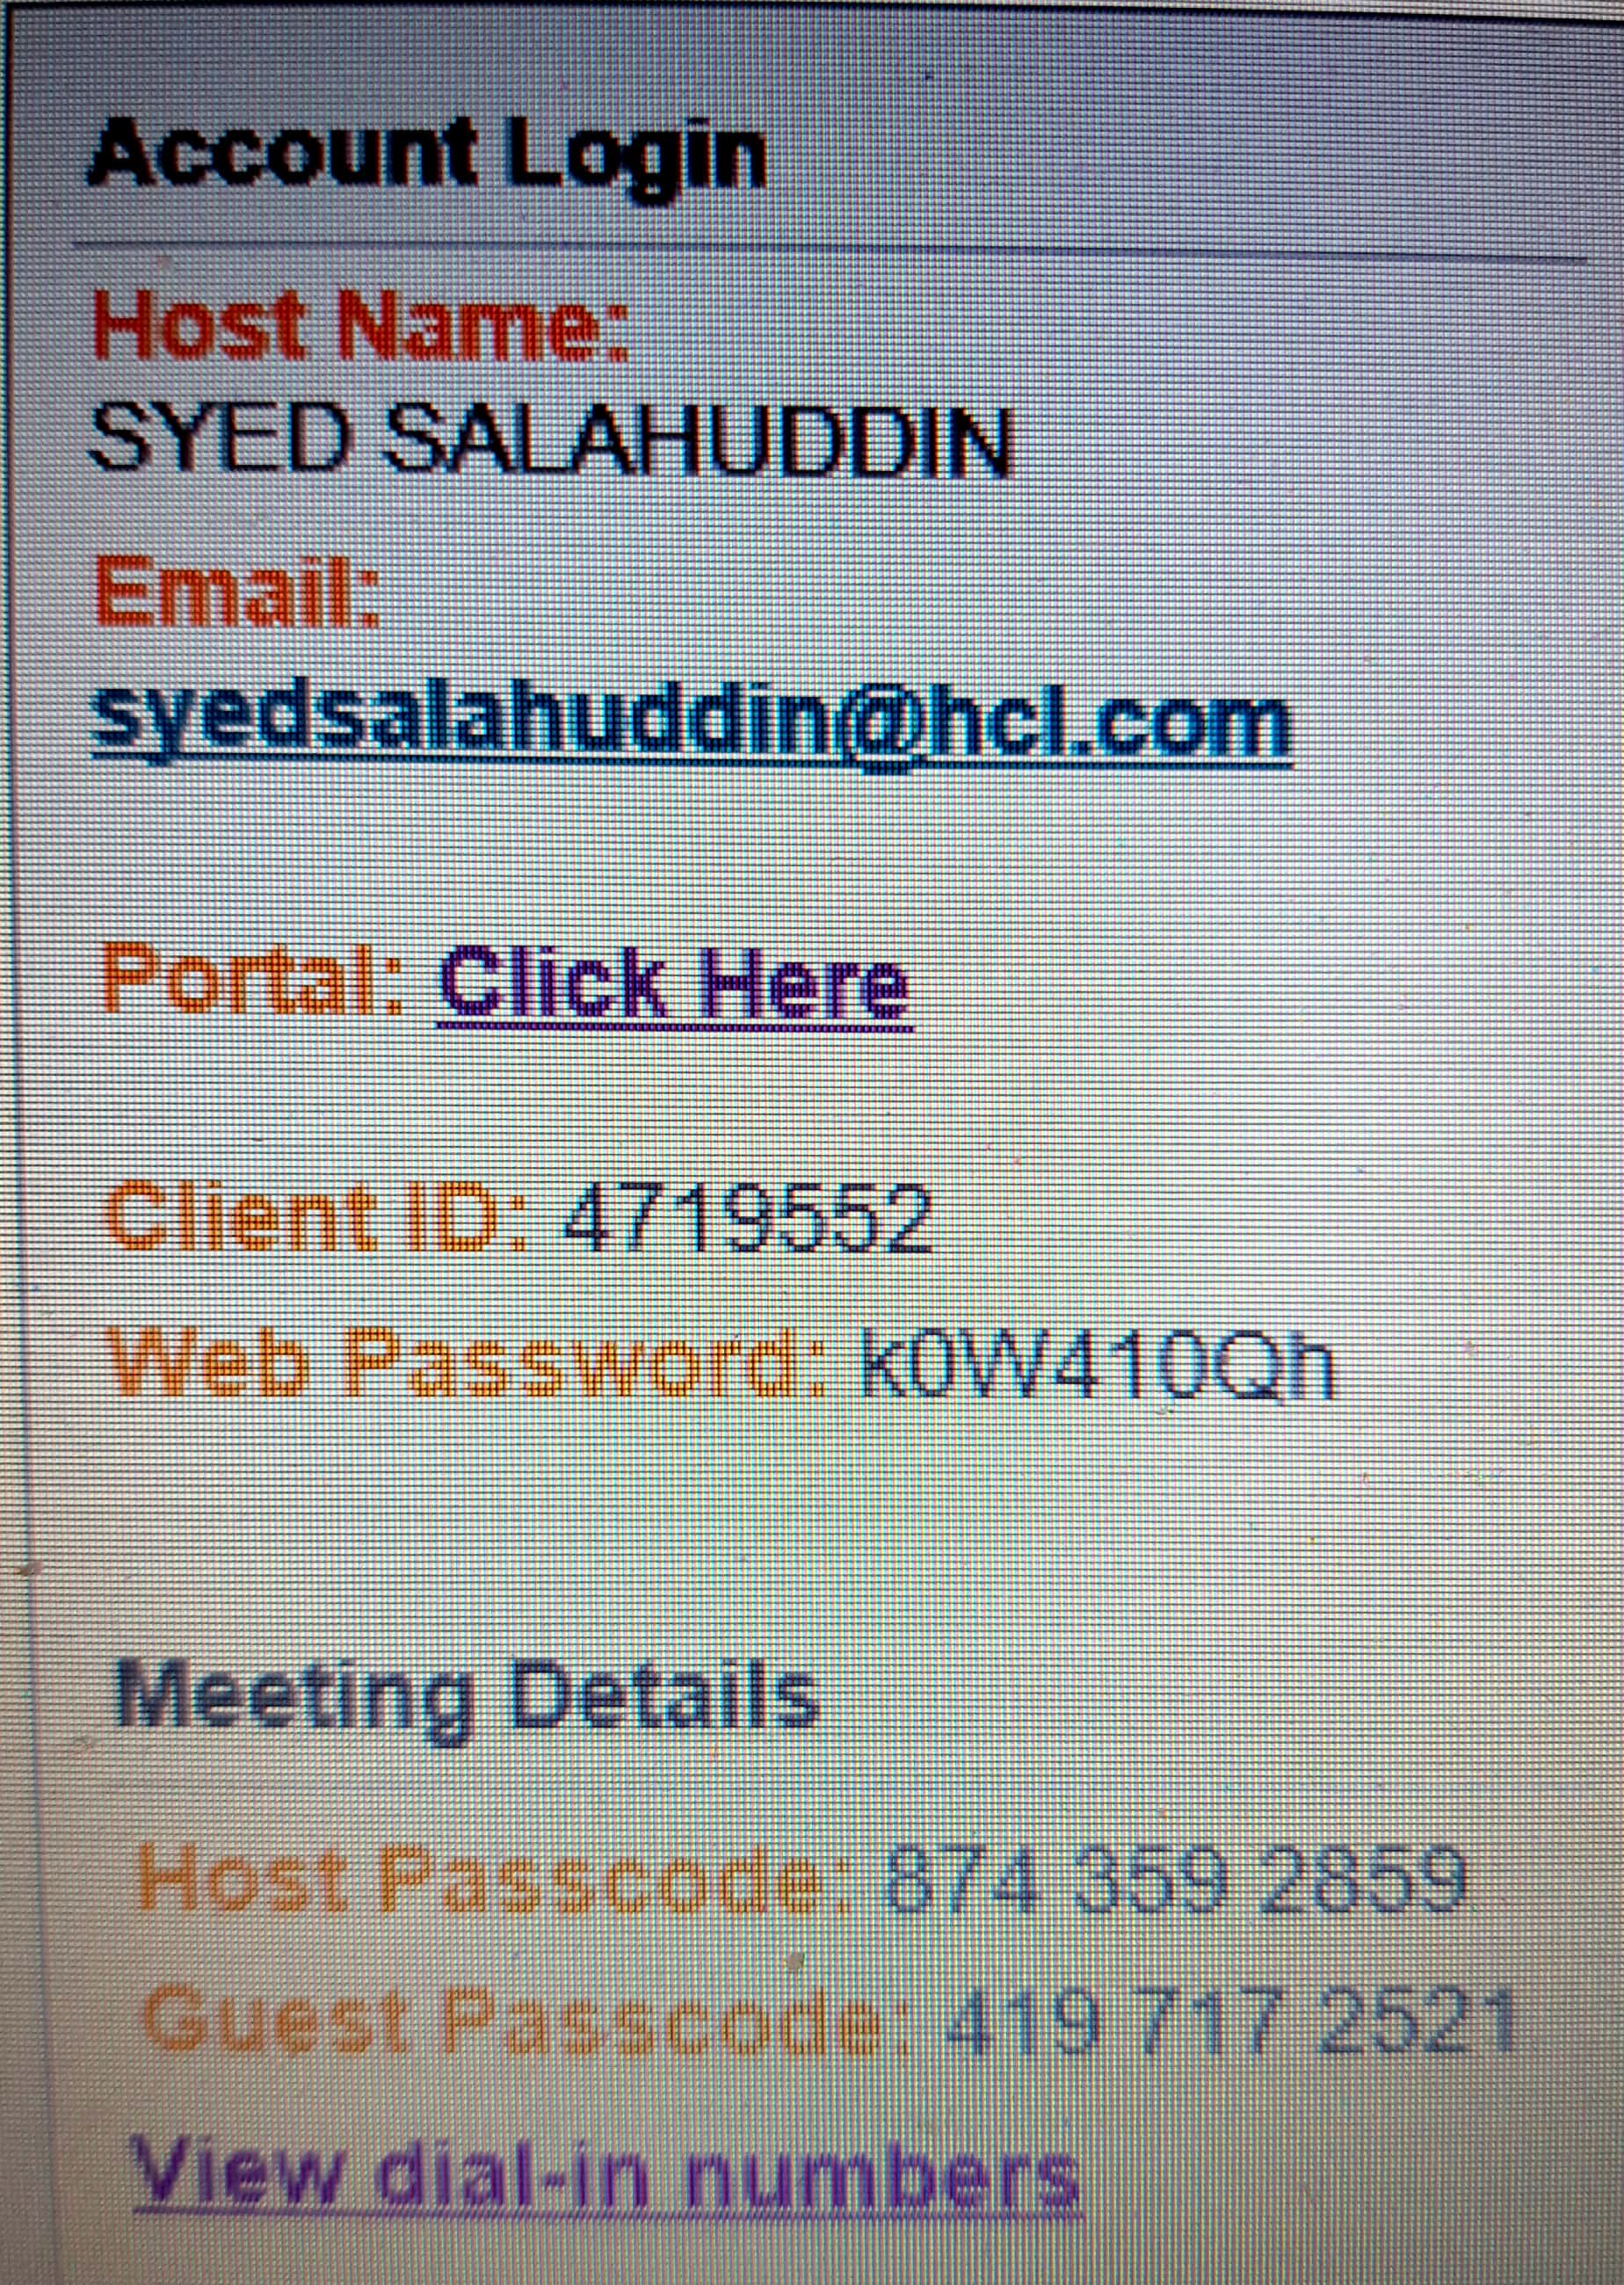 Account Login
Host Name:
SYED SALAHUDDIN
Email:
syedsalahuddin@hcl.com
Portal: Click Here
Client ID: 4719552
Web Password: k0W410Qh
Meeting Details
Host Passcode: 874 359 2859
Guest Passcode: 419 717 2521
View dial-in numbers